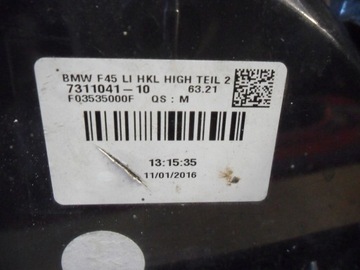 BMW F45 LI HKL HIGH TEIL 2
7311041-10 63.21
F03535000F QS : M
13:15:35
11/01/2016